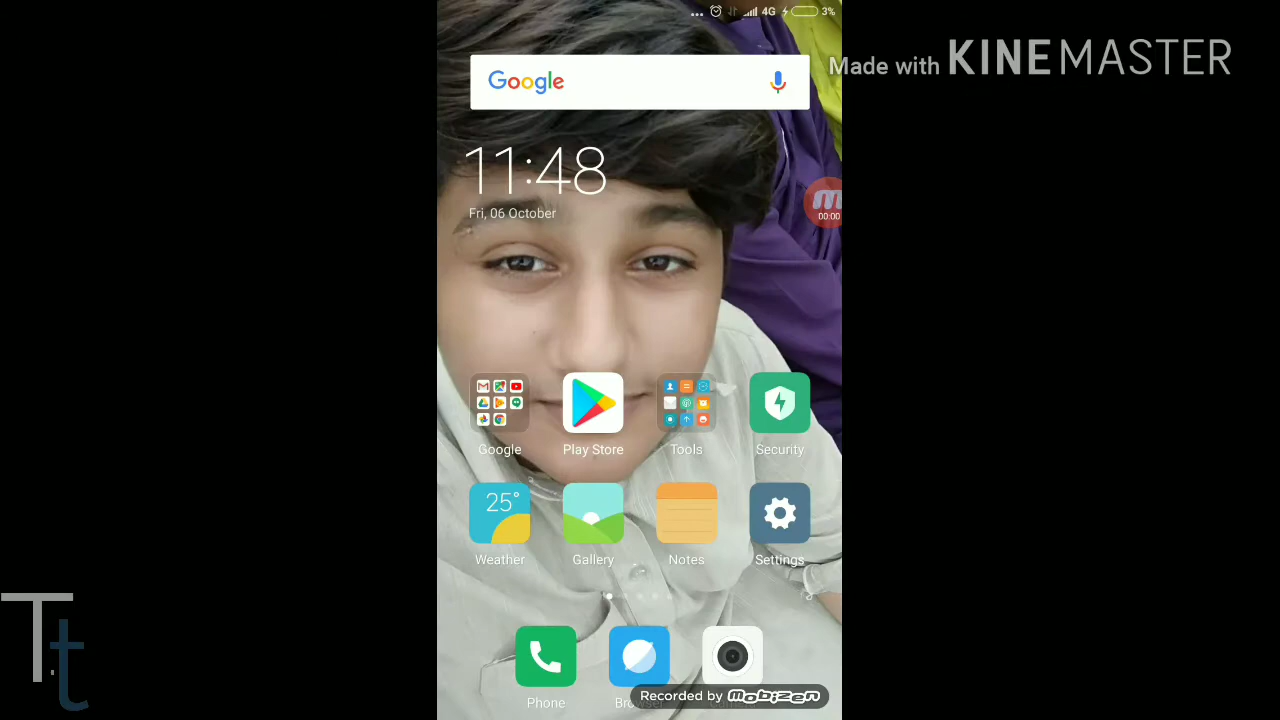 4G 3%
Made with KINEMASTER
Google
11:48
Fri, 06 October
00:00
Google Play Store Tools Security
25°
Weather Gallery Notes Settings
Phone
Recorded by MOBIZEN
Tt